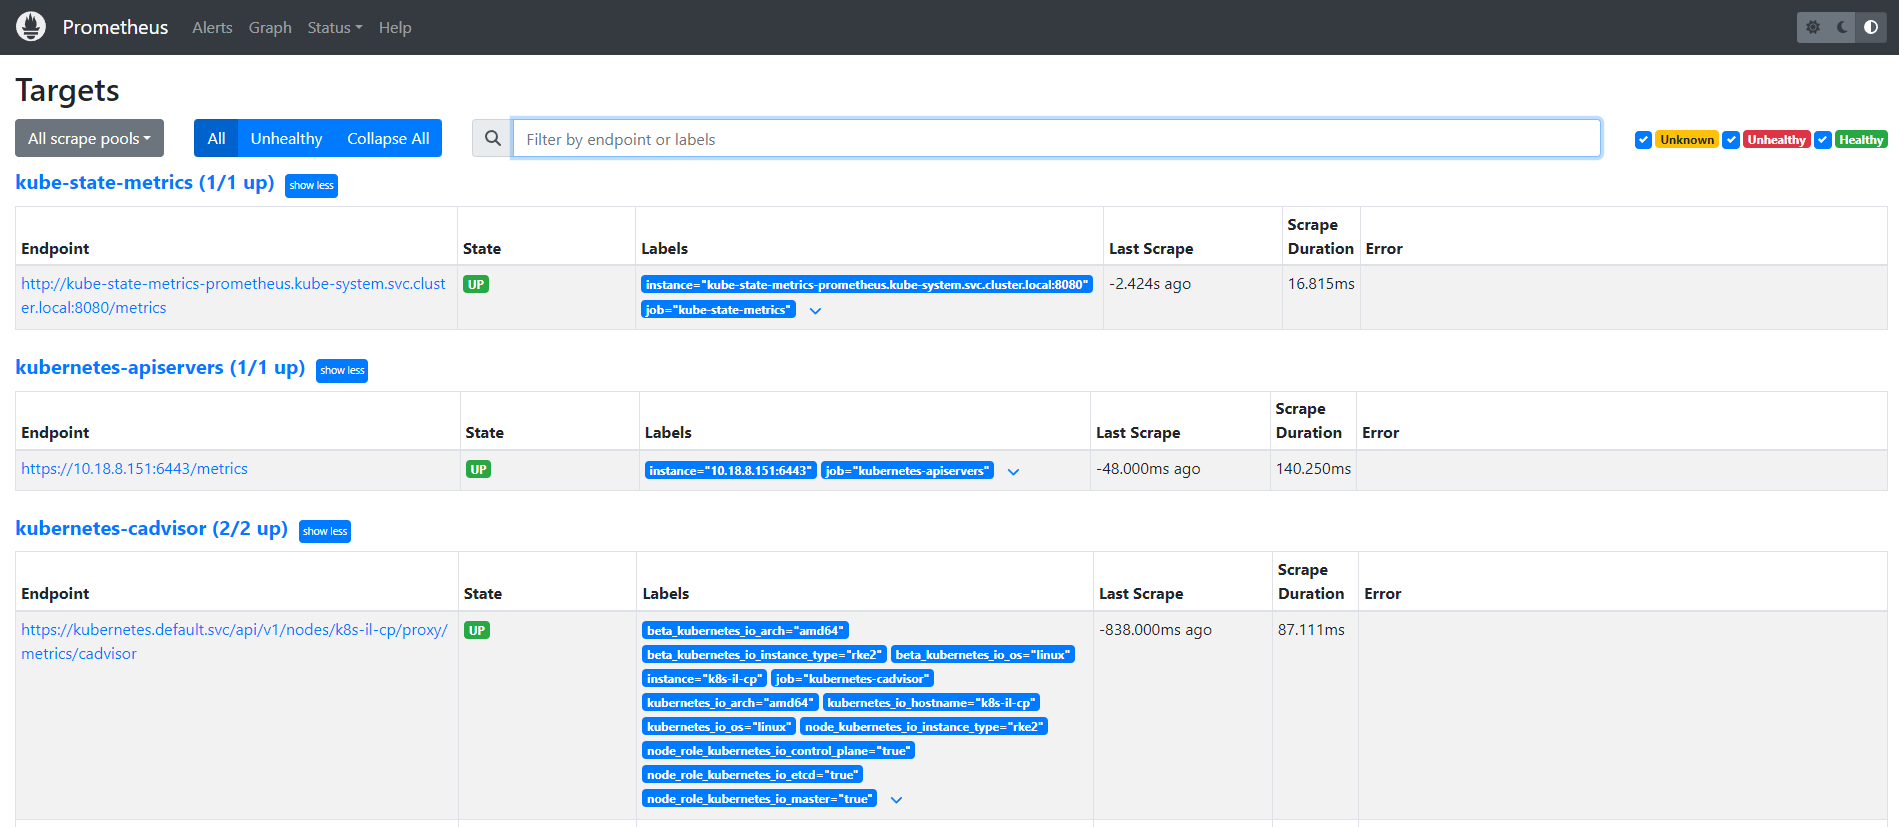 Prometheus Alerts Graph Status Help
Targets
All scrape pools All Unhealthy Collapse All Filter by endpoint or labels Unknown Unhealthy Healthy
kube-state-metrics (1/1 up) show less
Endpoint State Labels Last Scrape Scrape Duration Error
http://kube-state-metrics-prometheus.kube-system.svc.clust
er.local:8080/metrics
UP
instance="kube-state-metrics-prometheus.kube-system.svc.cluster.local:8080"
job="kube-state-metrics"
-2.424s ago
16.815ms
kubernetes-apiservers (1/1 up) show less
Endpoint State Labels Last Scrape Scrape Duration Error
https://10.18.8.151:6443/metrics UP instance="10.18.8.151:6443" job="kubernetes-apiservers" -48.000ms ago 140.250ms
kubernetes-cadvisor (2/2 up) show less
Endpoint State Labels Last Scrape Scrape Duration Error
https://kubernetes.default.svc/api/v1/nodes/k8s-il-cp/proxy/
metrics/cadvisor
UP
beta_kubernetes_io_arch="amd64"
beta_kubernetes_io_instance_type="rke2" beta_kubernetes_io_os="linux"
instance="k8s-il-cp" job="kubernetes-cadvisor"
kubernetes_io_arch="amd64" kubernetes_io_hostname="k8s-il-cp"
kubernetes_io_os="linux" node_kubernetes_io_instance_type="rke2"
node_role_kubernetes_io_control_plane="true"
node_role_kubernetes_io_etcd="true"
node_role_kubernetes_io_master="true"
-838.000ms ago
87.111ms